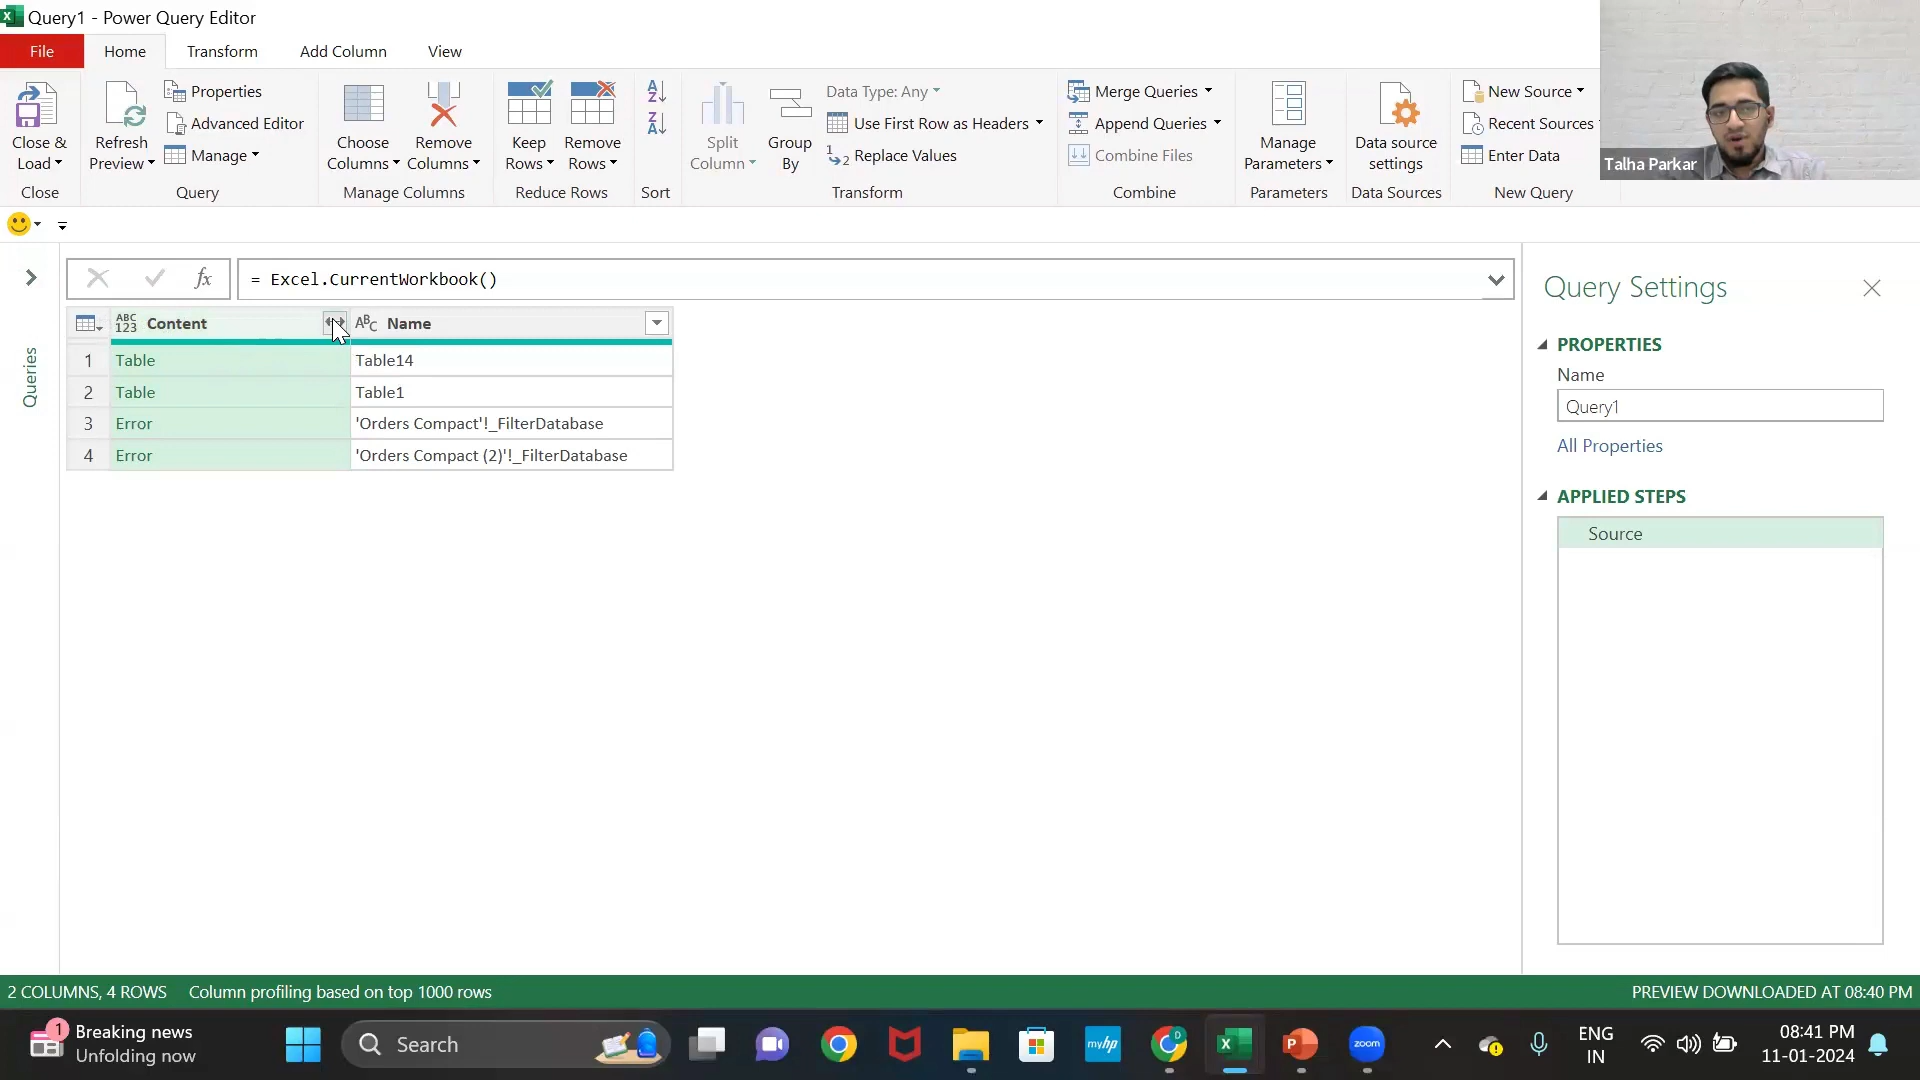 Query1 - Power Query Editor
File
Home
Transform
Add Column
View
Close & Load
Close
Refresh Preview
Properties
Advanced Editor
Manage
Query
Choose Columns
Remove Columns
Manage Columns
Keep Rows
Remove Rows
Reduce Rows
Sort
Split Column
Group By
Data Type: Any
Use First Row as Headers
Replace Values
Transform
Merge Queries
Append Queries
Combine Files
Combine
Manage Parameters
Parameters
Data source settings
Data Sources
New Source
Recent Sources
Enter Data
New Query
Talha Parkar
fx
= Excel.CurrentWorkbook()
Queries
ABC 123 Content
ABC Name
1 Table Table14
2 Table Table1
3 Error 'Orders Compact'!_FilterDatabase
4 Error 'Orders Compact (2)'!_FilterDatabase
Query Settings
PROPERTIES
Name
Query1
All Properties
APPLIED STEPS
Source
2 COLUMNS, 4 ROWS
Column profiling based on top 1000 rows
PREVIEW DOWNLOADED AT 08:40 PM
1
Breaking news
Unfolding now
Search
myhp
zoom
ENG
IN
08:41 PM
11-01-2024